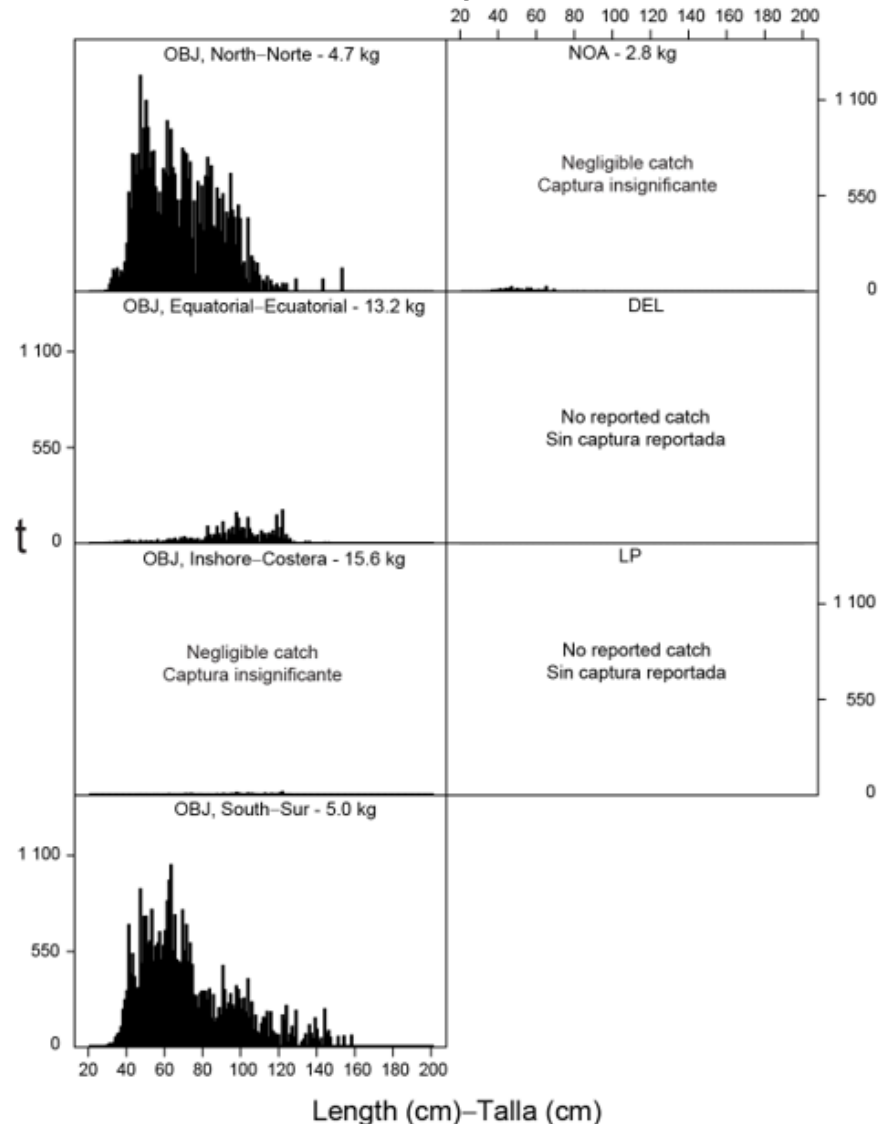 20 40 60 80 100 120 140 160 180 200
OBJ, North–Norte - 4.7 kg
NOA - 2.8 kg
1 100
Negligible catch
Captura insignificante
550
0
OBJ, Equatorial–Ecuatorial - 13.2 kg
DEL
1 100
No reported catch
Sin captura reportada
550
t
0
OBJ, Inshore–Costera - 15.6 kg
LP
1 100
Negligible catch
Captura insignificante
No reported catch
Sin captura reportada
550
0
OBJ, South–Sur - 5.0 kg
1 100
550
0
20 40 60 80 100 120 140 160 180 200
Length (cm)–Talla (cm)